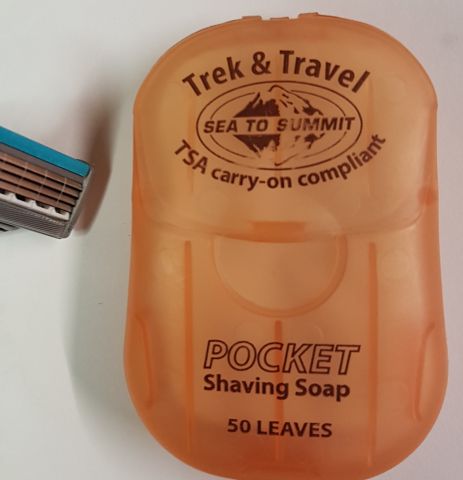 Trek & Travel
SEA TO SUMMIT
TSA carry-on compliant
POCKET
Shaving Soap
50 LEAVES